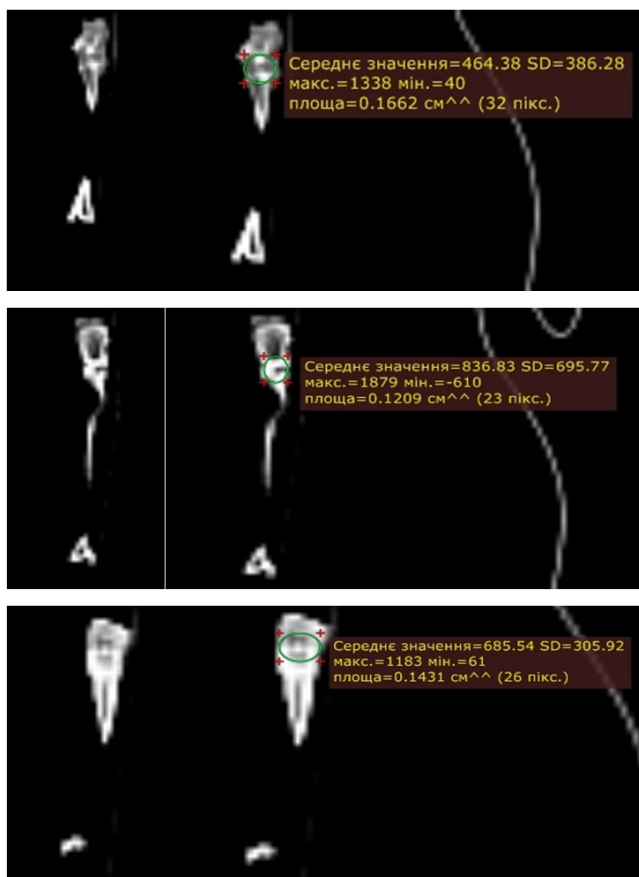 Середнє значення=464.38 SD=386.28
макс.=1338 мін.=40
площа=0.1662 см^^ (32 пікс.)
Середнє значення=836.83 SD=695.77
макс.=1879 мін.=-610
площа=0.1209 см^^ (23 пікс.)
Середнє значення=685.54 SD=305.92
макс.=1183 мін.=61
площа=0.1431 см^^ (26 пікс.)